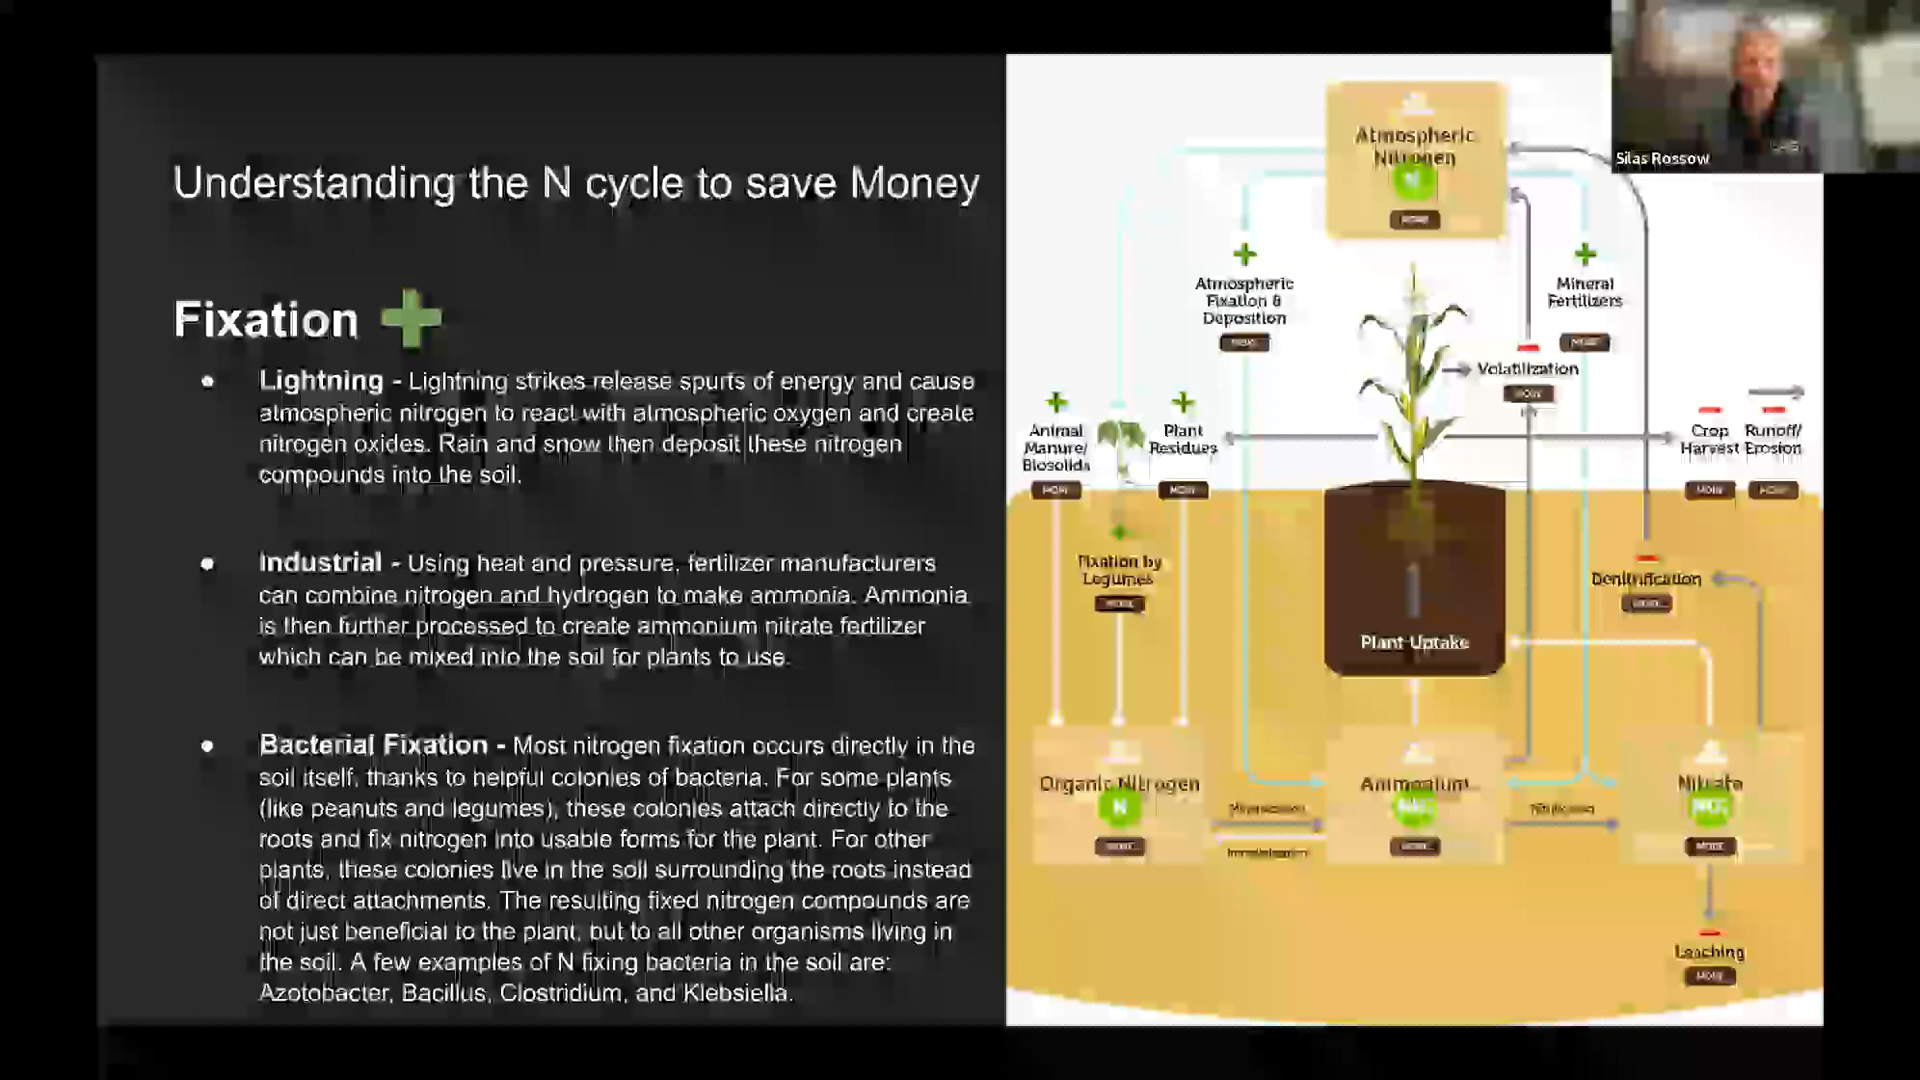 Understanding the N cycle to save Money
Fixation
● Lightning - Lightning strikes release spurts of energy and cause
atmospheric nitrogen to react with atmospheric oxygen and create
nitrogen oxides. Rain and snow then deposit these nitrogen
compounds into the soil.
● Industrial - Using heat and pressure, fertilizer manufacturers
can combine nitrogen and hydrogen to make ammonia. Ammonia
is then further processed to create ammonium nitrate fertilizer
which can be mixed into the soil for plants to use.
● Bacterial Fixation - Most nitrogen fixation occurs directly in the
soil itself, thanks to helpful colonies of bacteria. For some plants
(like peanuts and legumes), these colonies attach directly to the
roots and fix nitrogen into usable forms for the plant. For other
plants, these colonies live in the soil surrounding the roots instead
of direct attachments. The resulting fixed nitrogen compounds are
not just beneficial to the plant, but to all other organisms living in
the soil. A few examples of N fixing bacteria in the soil are:
Azotobacter, Bacillus, Clostridium, and Klebsiella.
Silas Rossow
Atmospheric
Nitrogen
MORE
Atmospheric
Fixation &
Deposition
MORE
Mineral
Fertilizers
MORE
Volatilization
MORE
Animal
Manure/
Biosolids
MORE
Plant
Residues
MORE
Crop
Harvest
MORE
Runoff/
Erosion
MORE
Fixation by
Legumes
MORE
Denitrification
MORE
Plant Uptake
Organic Nitrogen
N
MORE
Mineralization
Immobilization
Ammonium
MORE
Nitrification
Nitrate
MORE
Leaching
MORE